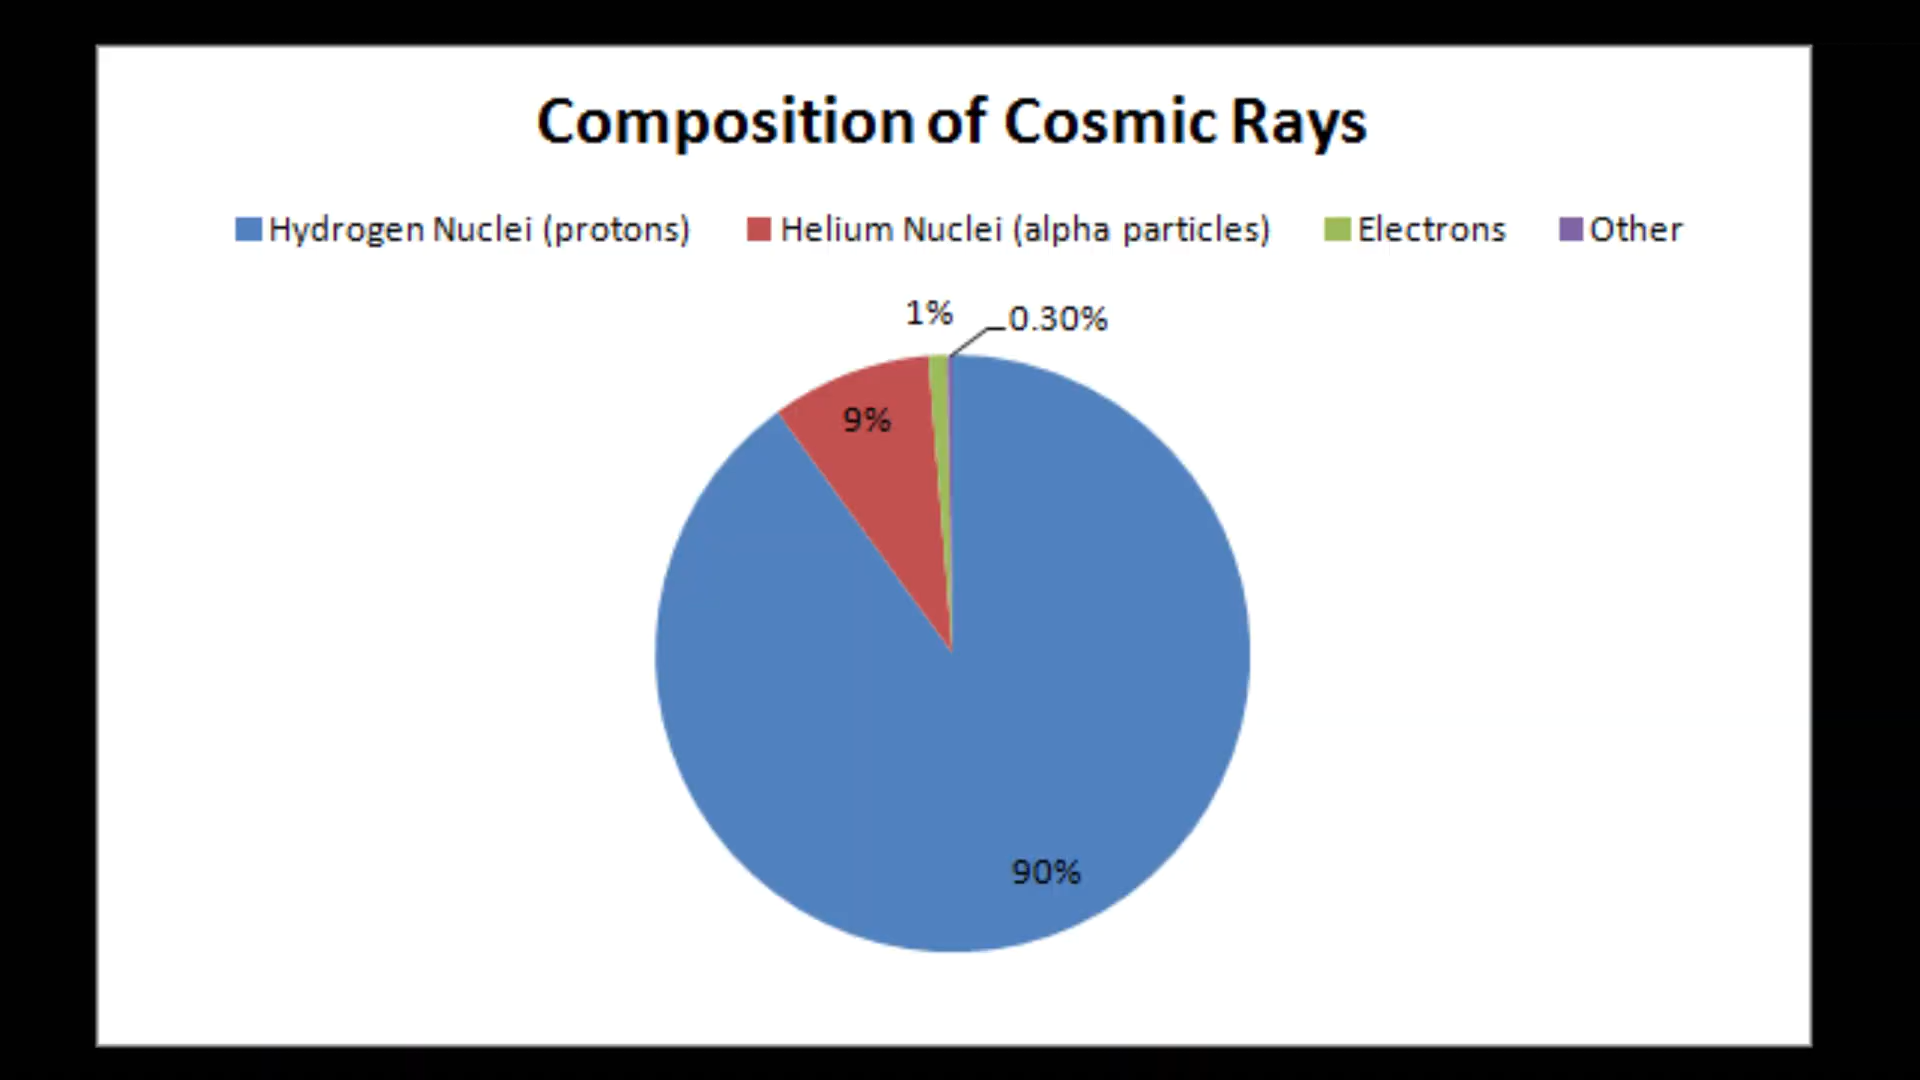 Composition of Cosmic Rays
Hydrogen Nuclei (protons) Helium Nuclei (alpha particles) Electrons Other
1% 0.30%
9%
90%